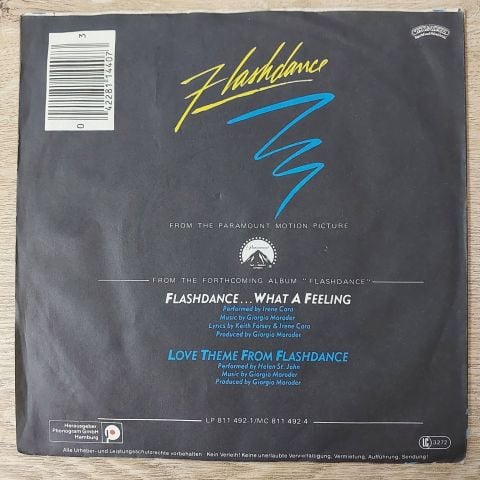 3
0 42281 14407
Flashdance
FROM THE PARAMOUNT MOTION PICTURE
Paramount
FROM THE FORTHCOMING ALBUM "FLASHDANCE"
FLASHDANCE...WHAT A FEELING
Performed by Irene Cara
Music by Giorgio Moroder
Lyrics by Keith Forsey & Irene Cara
Produced by Giorgio Moroder
LOVE THEME FROM FLASHDANCE
Performed by Helen St. John
Music by Giorgio Moroder
Produced by Giorgio Moroder
LP 811 492-1/MC 811 492-4
Herausgeber
Phonogram GmbH
Hamburg
LC 3272
Alle Urheber- und Leistungsschutzrechte vorbehalten · Kein Verleih! Keine unerlaubte Vervielfältigung, Vermietung, Aufführung, Sendung!